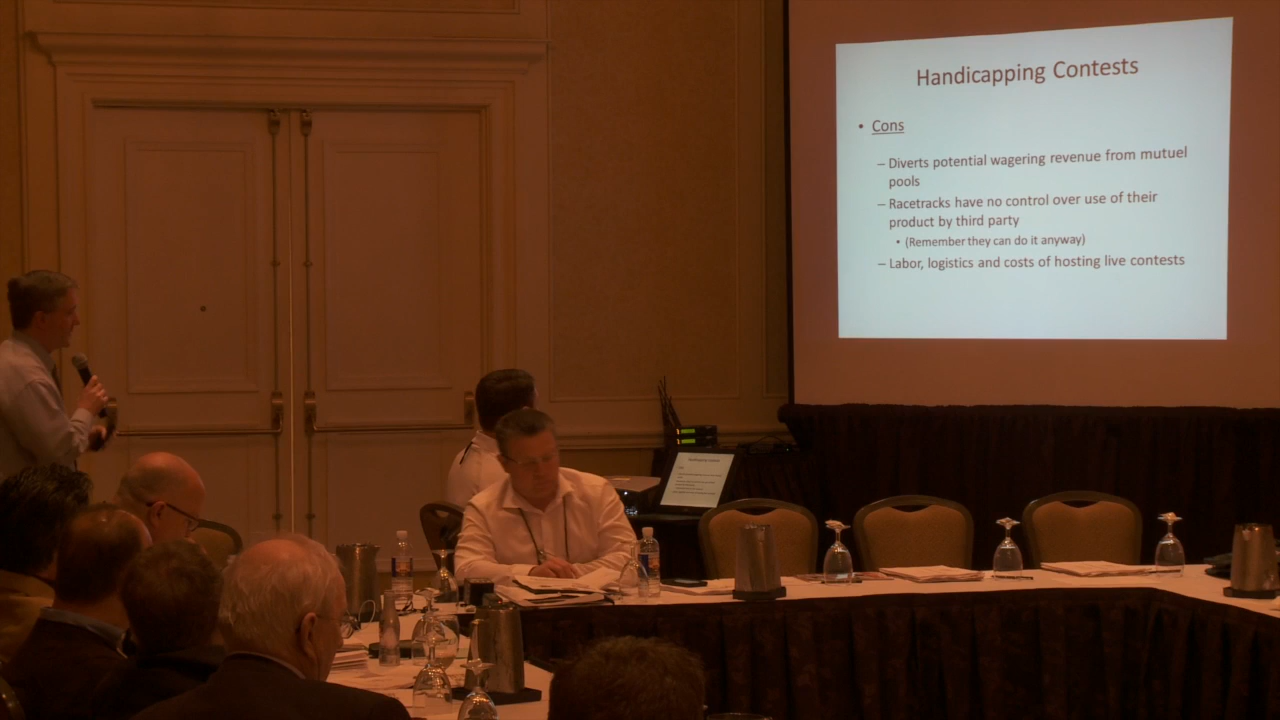 Handicapping Contests
• Cons
– Diverts potential wagering revenue from mutuel
pools
– Racetracks have no control over use of their
product by third party
• (Remember they can do it anyway)
– Labor, logistics and costs of hosting live contests